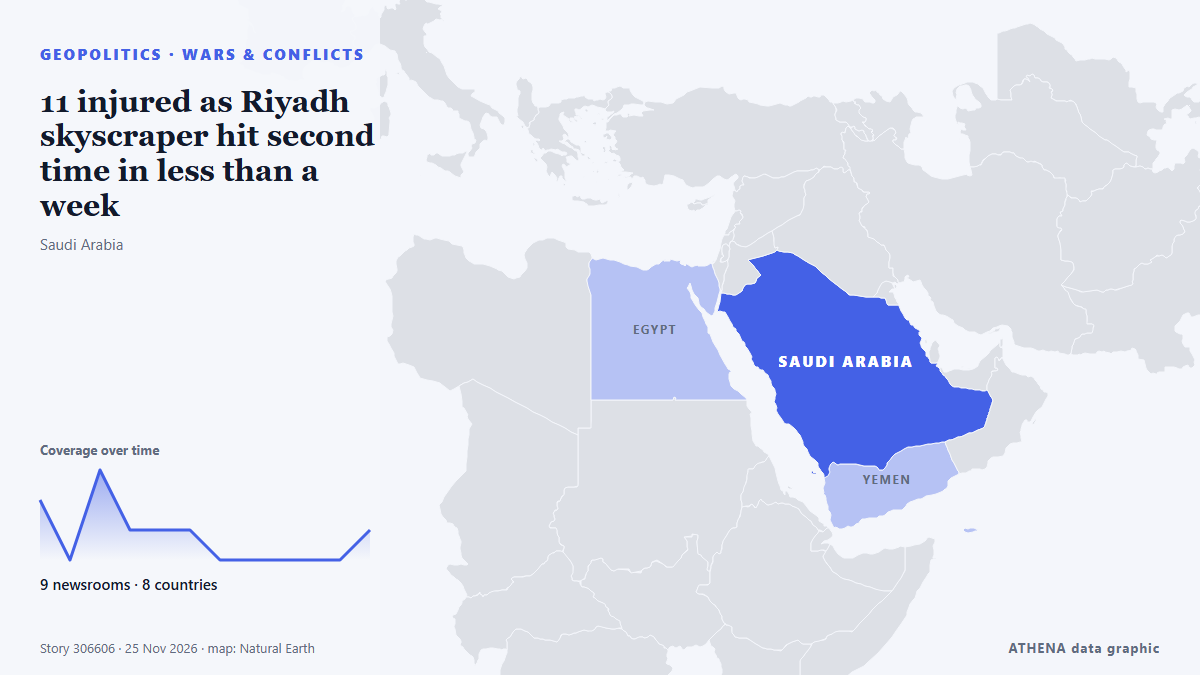 GEOPOLITICS · WARS & CONFLICTS
11 injured as Riyadh
skyscraper hit second
time in less than a
week
Saudi Arabia
EGYPT
SAUDI ARABIA
YEMEN
Coverage over time
9 newsrooms · 8 countries
Story 306606 · 25 Nov 2026 · map: Natural Earth
ATHENA data graphic